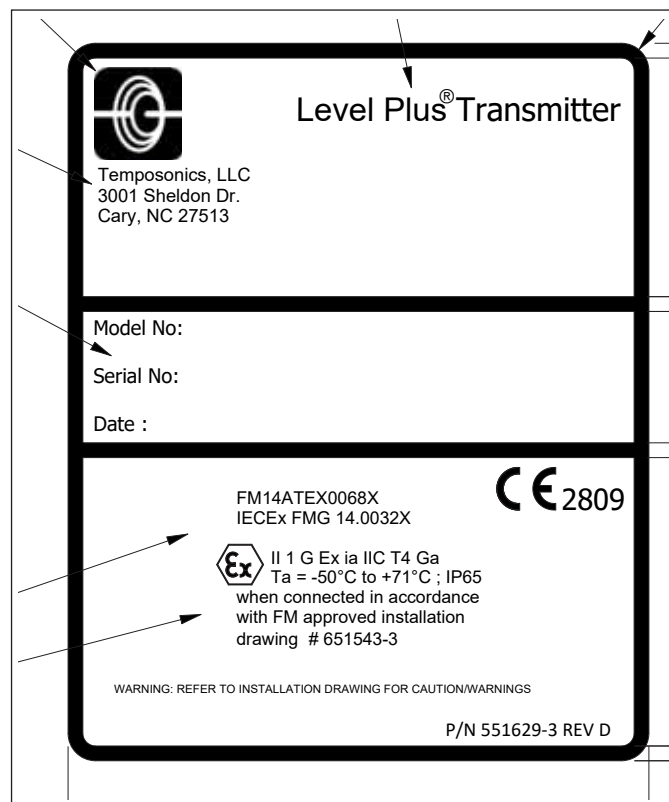 Level Plus® Transmitter
Temposonics, LLC
3001 Sheldon Dr.
Cary, NC 27513
Model No:
Serial No:
Date :
CE 2809
FM14ATEX0068X
IECEx FMG 14.0032X
Ex II 1 G Ex ia IIC T4 Ga
Ta = -50°C to +71°C ; IP65
when connected in accordance
with FM approved installation
drawing # 651543-3
WARNING: REFER TO INSTALLATION DRAWING FOR CAUTION/WARNINGS
P/N 551629-3 REV D